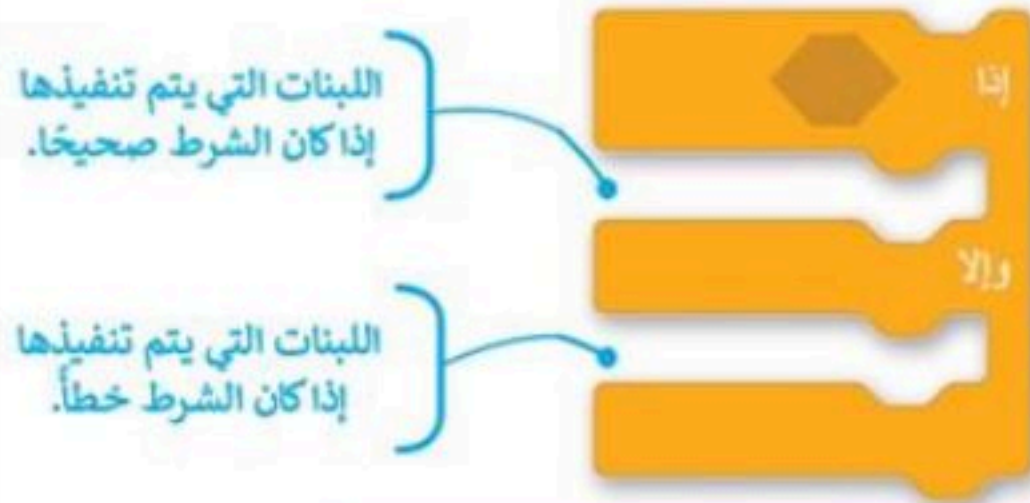 إذا
اللبنات التي يتم تنفيذها
إذا كان الشرط صحيحًا.
وإلا
اللبنات التي يتم تنفيذها
إذا كان الشرط خطأً.